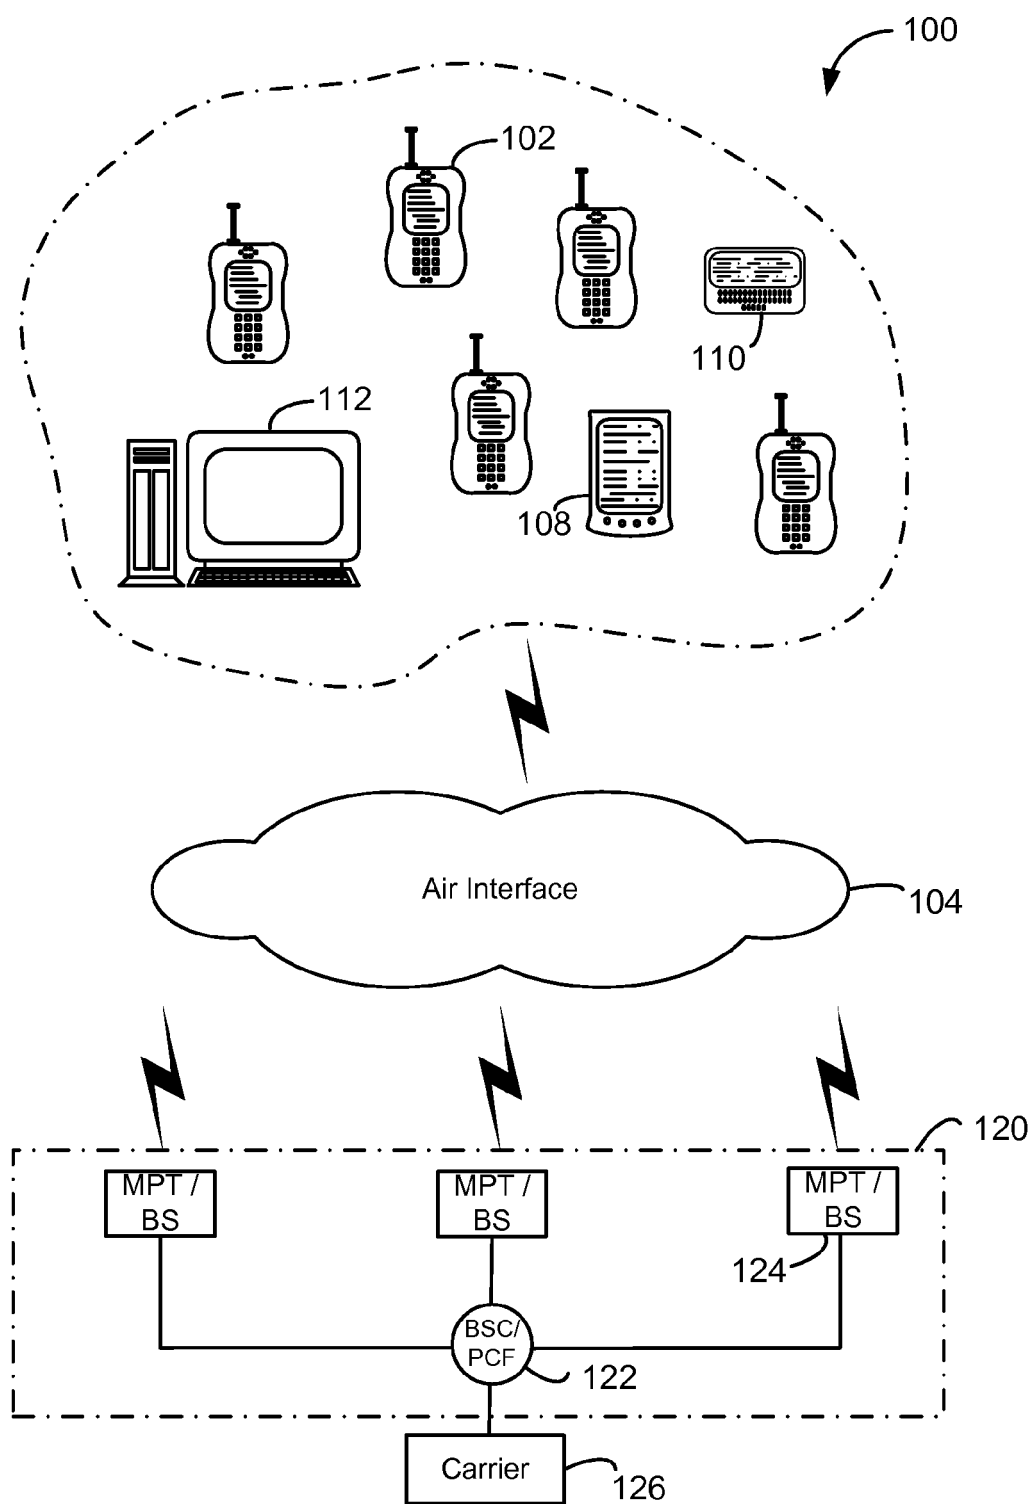 100
102
110
112
108
Air Interface
104
120
MPT /
BS
MPT /
BS
MPT /
BS
124
BSC/
PCF
122
Carrier
126